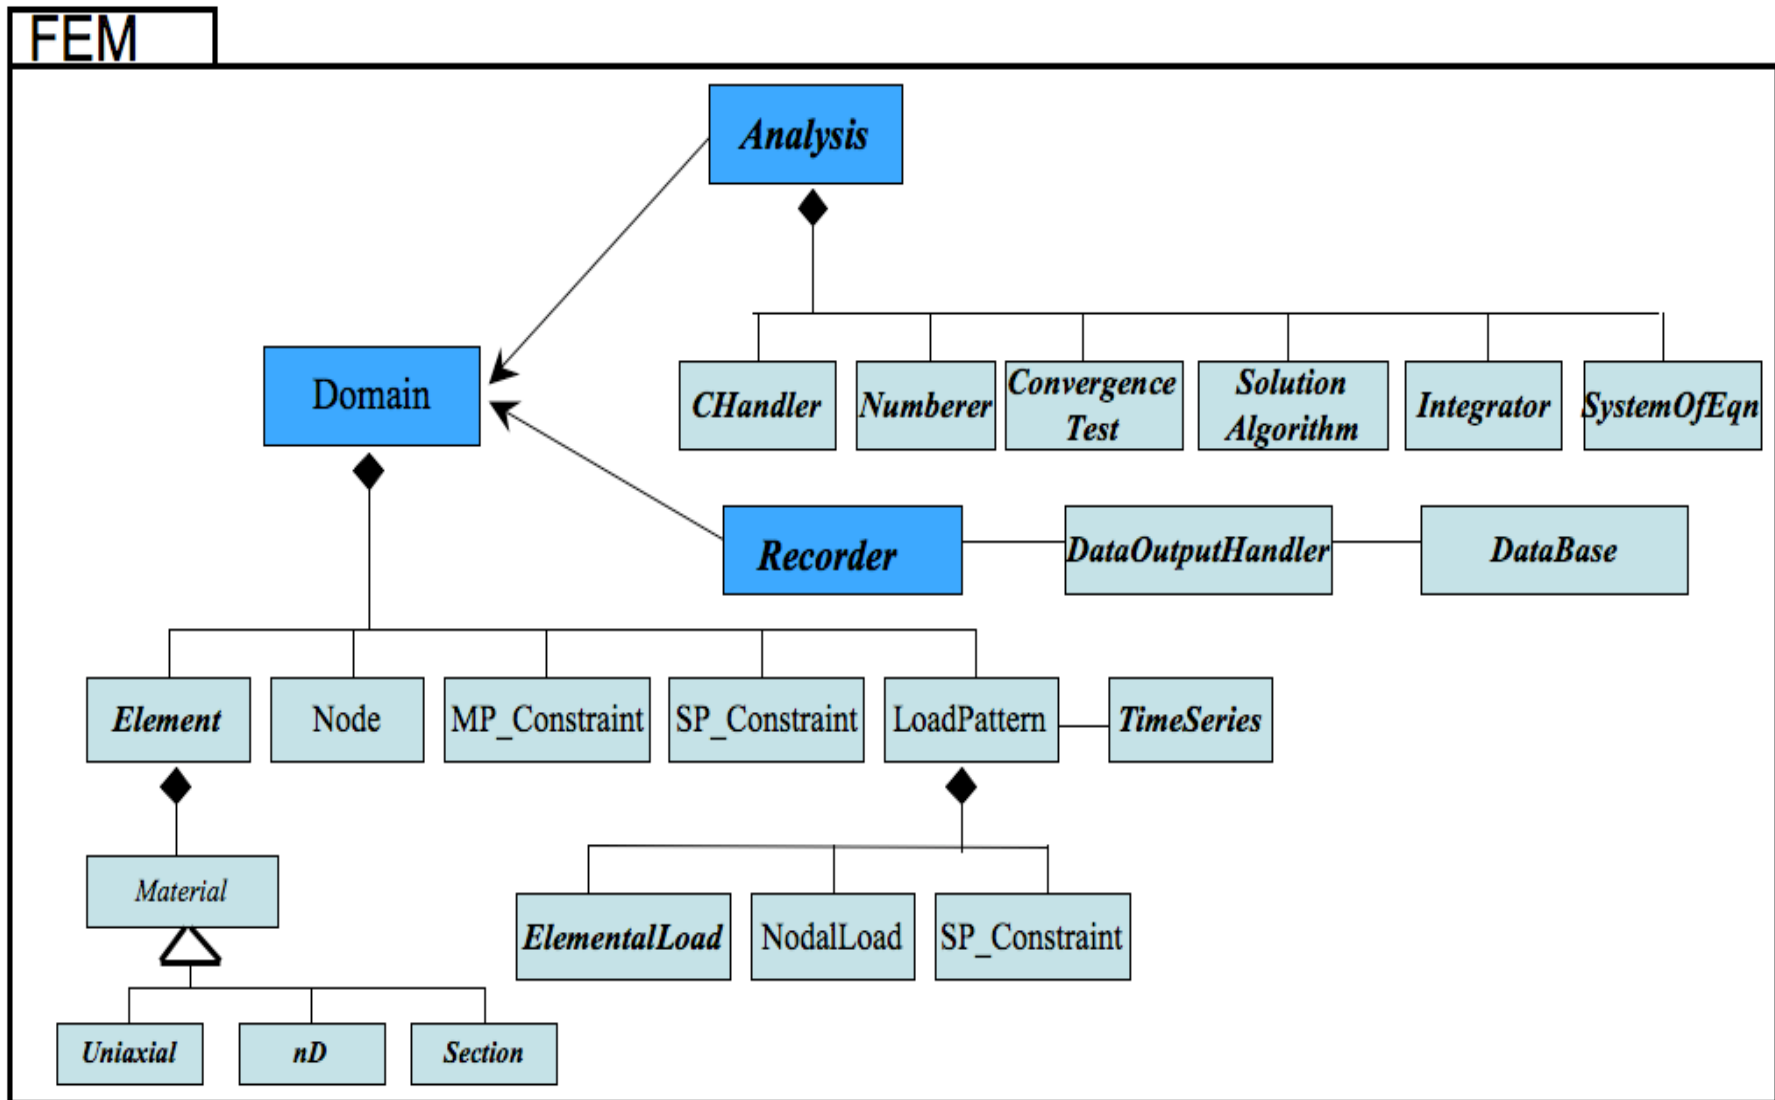 FEM
Analysis
Domain
CHandler
Numberer
Convergence
Test
Solution
Algorithm
Integrator
SystemOfEqn
Recorder
DataOutputHandler
DataBase
Element
Node
MP_Constraint
SP_Constraint
LoadPattern
TimeSeries
Material
ElementalLoad
NodalLoad
SP_Constraint
Uniaxial
nD
Section